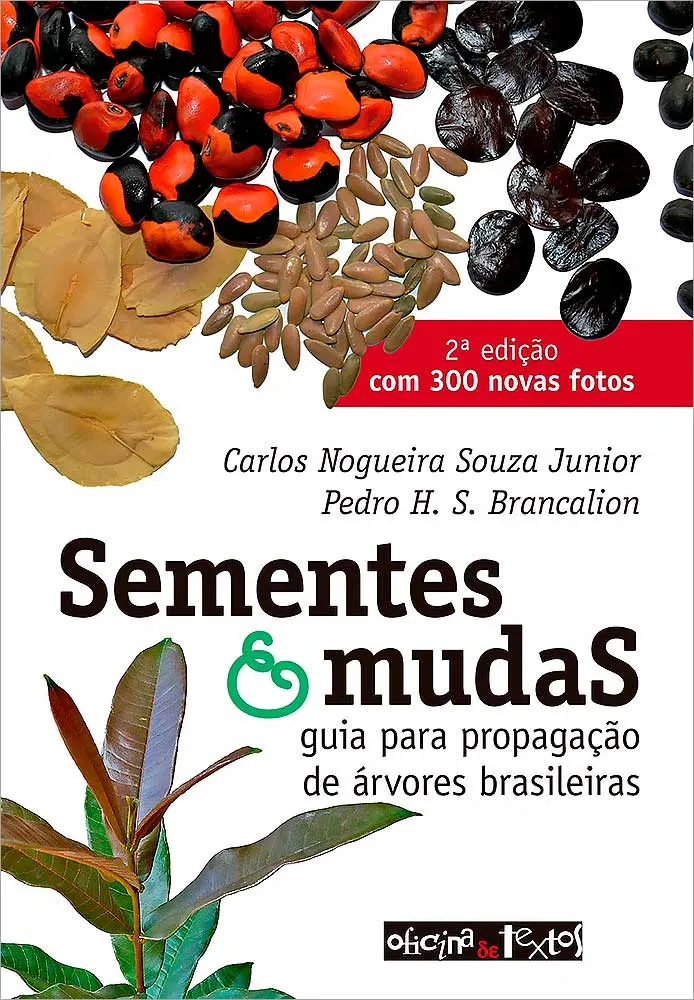 2ª edição
com 300 novas fotos
Carlos Nogueira Souza Junior
Pedro H. S. Brancalion
Sementes
& mudaS
guia para propagação
de árvores brasileiras
oficina de textos